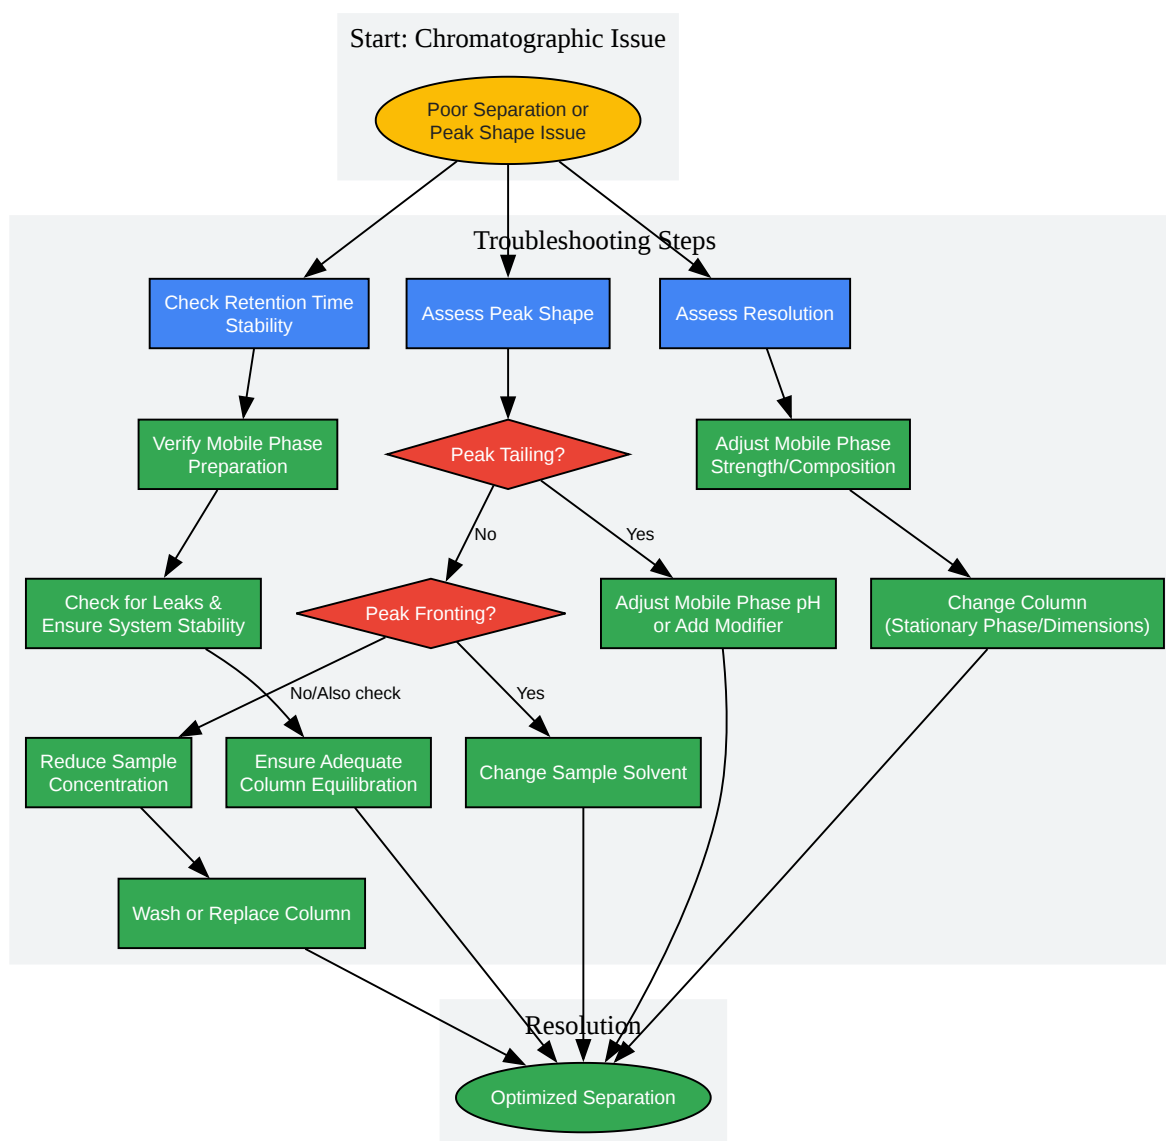 Start: Chromatographic Issue
Poor Separation or
Peak Shape Issue
Troubleshooting Steps
Check Retention Time
Stability
Assess Peak Shape
Assess Resolution
Verify Mobile Phase
Preparation
Peak Tailing?
Adjust Mobile Phase
Strength/Composition
No
Yes
Check for Leaks &
Ensure System Stability
Peak Fronting?
Adjust Mobile Phase pH
or Add Modifier
Change Column
(Stationary Phase/Dimensions)
No/Also check
Yes
Reduce Sample
Concentration
Ensure Adequate
Column Equilibration
Change Sample Solvent
Wash or Replace Column
Resolution
Optimized Separation